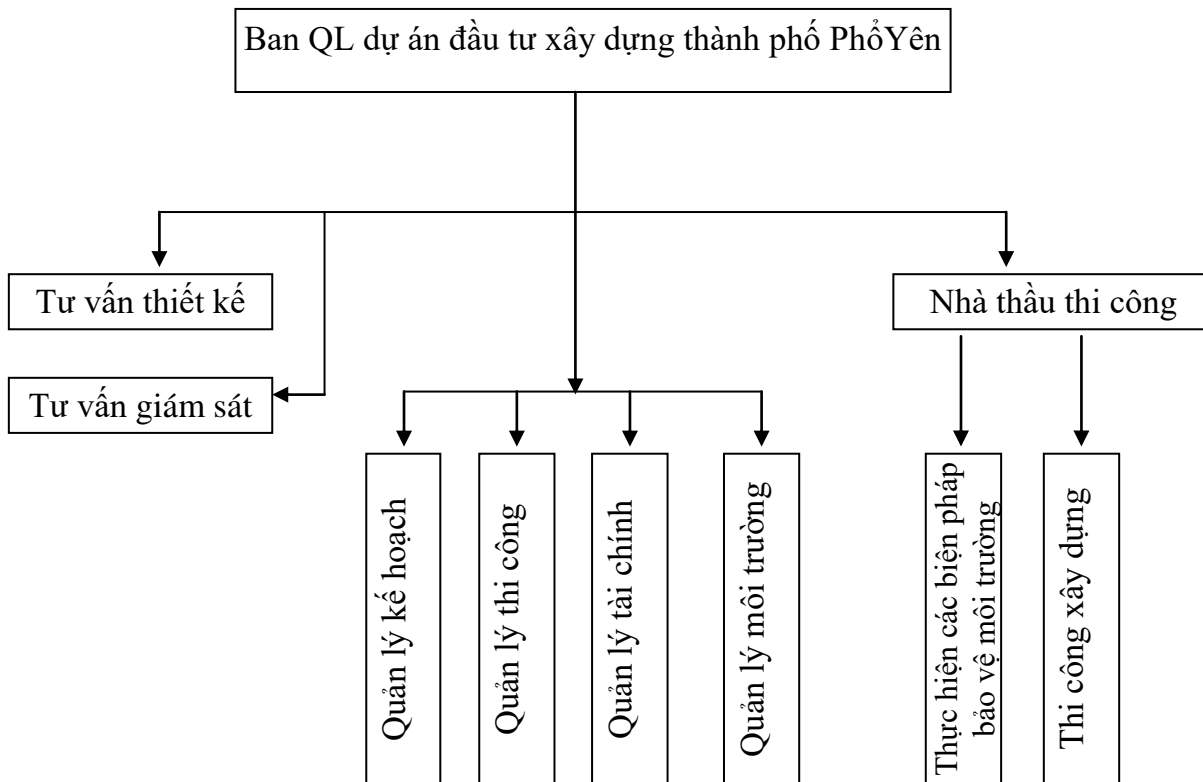 Ban QL dự án đầu tư xây dựng thành phố PhổYên
Tư vấn thiết kế
Nhà thầu thi công
Tư vấn giám sát
Quản lý kế hoạch
Quản lý thi công
Quản lý tài chính
Quản lý môi trường
Thực hiện các biện pháp
bảo vệ môi trường
Thi công xây dựng